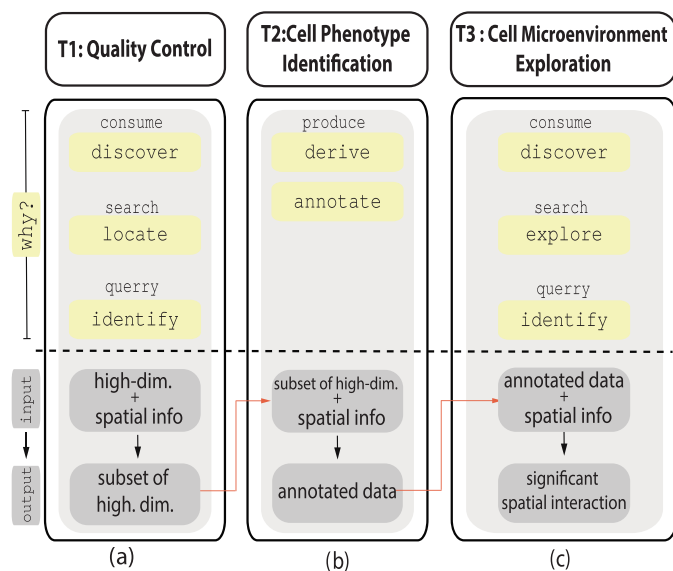 T1: Quality Control
T2:Cell Phenotype
Identification
T3 : Cell Microenvironment
Exploration
why?
consume
discover
search
locate
querry
identify
produce
derive
annotate
consume
discover
search
explore
querry
identify
input
output
high-dim.
+
spatial info
subset of
high. dim.
subset of high-dim.
+
spatial info
annotated data
annotated data
+
spatial info
significant
spatial interaction
(a)
(b)
(c)